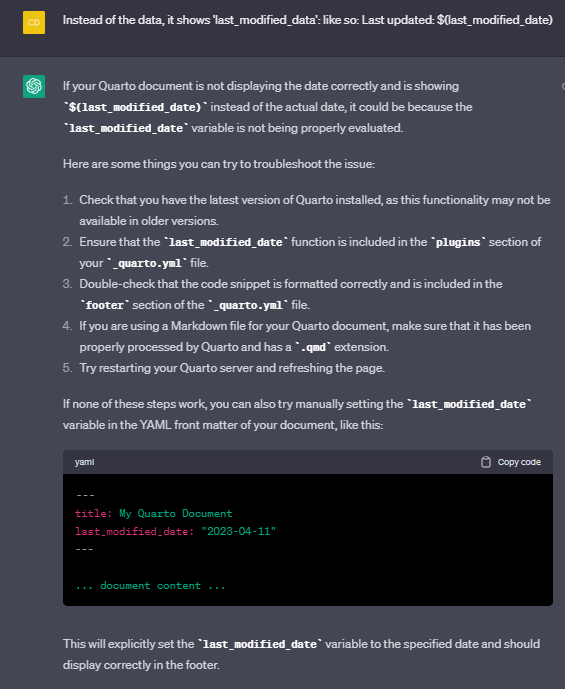 CD
Instead of the data, it shows 'last_modified_data': like so: Last updated: $(last_modified_date)
If your Quarto document is not displaying the date correctly and is showing
`$(last_modified_date)` instead of the actual date, it could be because the
`last_modified_date` variable is not being properly evaluated.
Here are some things you can try to troubleshoot the issue:
1. Check that you have the latest version of Quarto installed, as this functionality may not be
available in older versions.
2. Ensure that the `last_modified_date` function is included in the `plugins` section of
your `_quarto.yml` file.
3. Double-check that the code snippet is formatted correctly and is included in the
`footer` section of the `_quarto.yml` file.
4. If you are using a Markdown file for your Quarto document, make sure that it has been
properly processed by Quarto and has a `.qmd` extension.
5. Try restarting your Quarto server and refreshing the page.
If none of these steps work, you can also try manually setting the `last_modified_date`
variable in the YAML front matter of your document, like this:
yaml Copy code
---
title: My Quarto Document
last_modified_date: "2023-04-11"
---
... document content ...
This will explicitly set the `last_modified_date` variable to the specified date and should
display correctly in the footer.